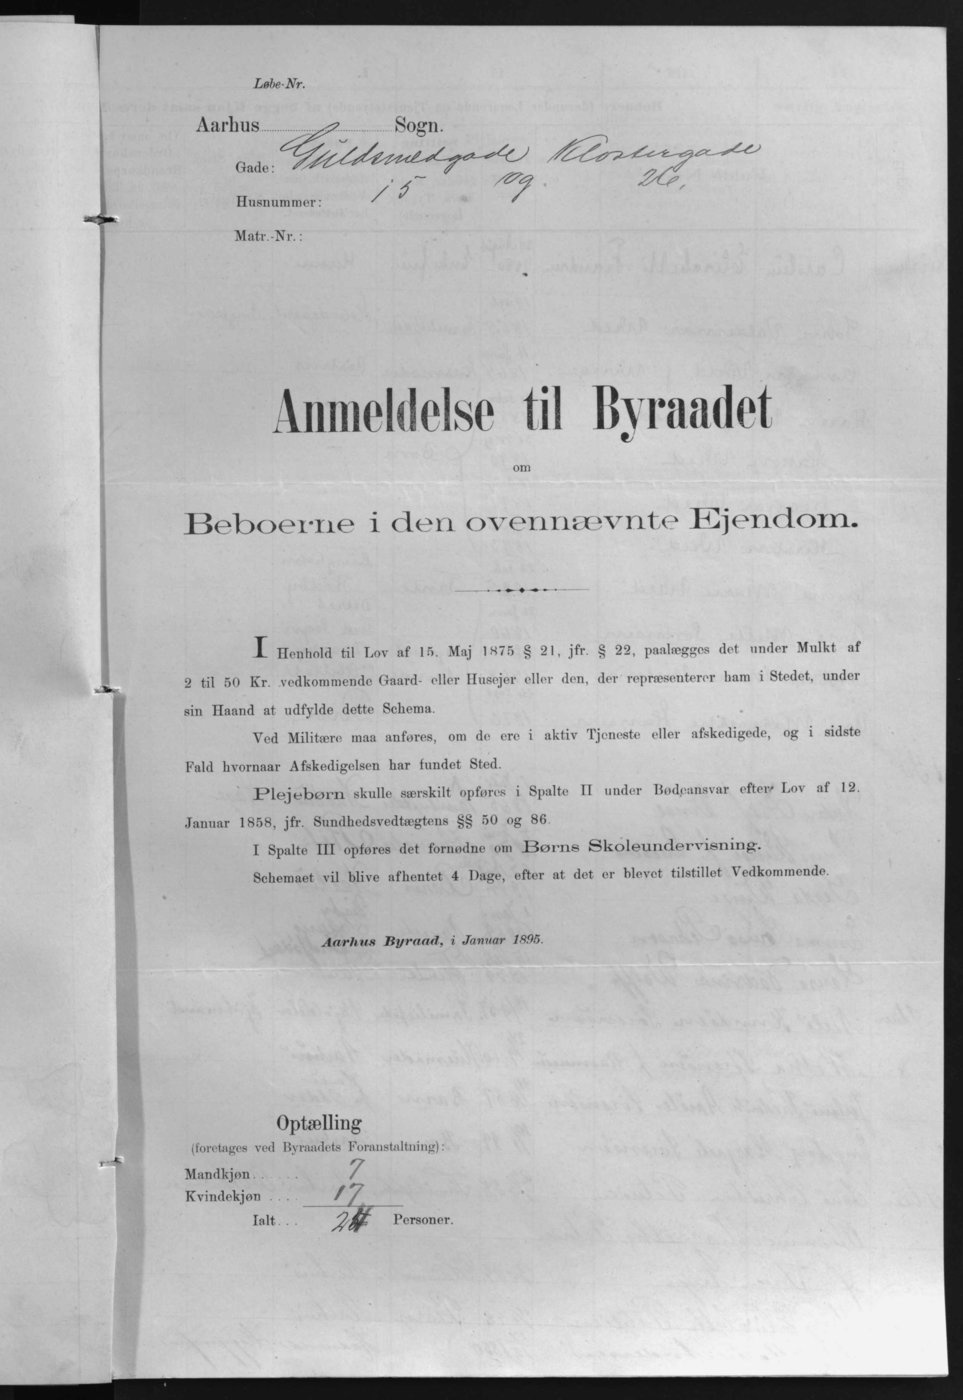 Løbe-Nr.
Aarhus Sogn.
Gade: Guldsmedgade Klostergade
Husnummer: 15 og 26.
Matr.-Nr.:
Anmeldelse til Byraadet
om
Beboerne i den ovennævnte Ejendom.
I Henhold til Lov af 15. Maj 1875 § 21, jfr. § 22, paalægges det under Mulkt af
2 til 50 Kr. vedkommende Gaard- eller Husejer eller den, der repræsenterer ham i Stedet, under
sin Haand at udfylde dette Schema.
Ved Militære maa anføres, om de ere i aktiv Tjeneste eller afskedigede, og i sidste
Fald hvornaar Afskedigelsen har fundet Sted.
Plejebørn skulle særskilt opføres i Spalte II under Bødeansvar efter Lov af 12.
Januar 1858, jfr. Sundhedsvedtægtens §§ 50 og 86.
I Spalte III opføres det fornødne om Børns Skoleundervisning.
Schemaet vil blive afhentet 4 Dage, efter at det er blevet tilstillet Vedkommende.
Aarhus Byraad, i Januar 1895.
Optælling
(foretages ved Byraadets Foranstaltning):
Mandkjøn 7
Kvindekjøn 17
Ialt 24 Personer.